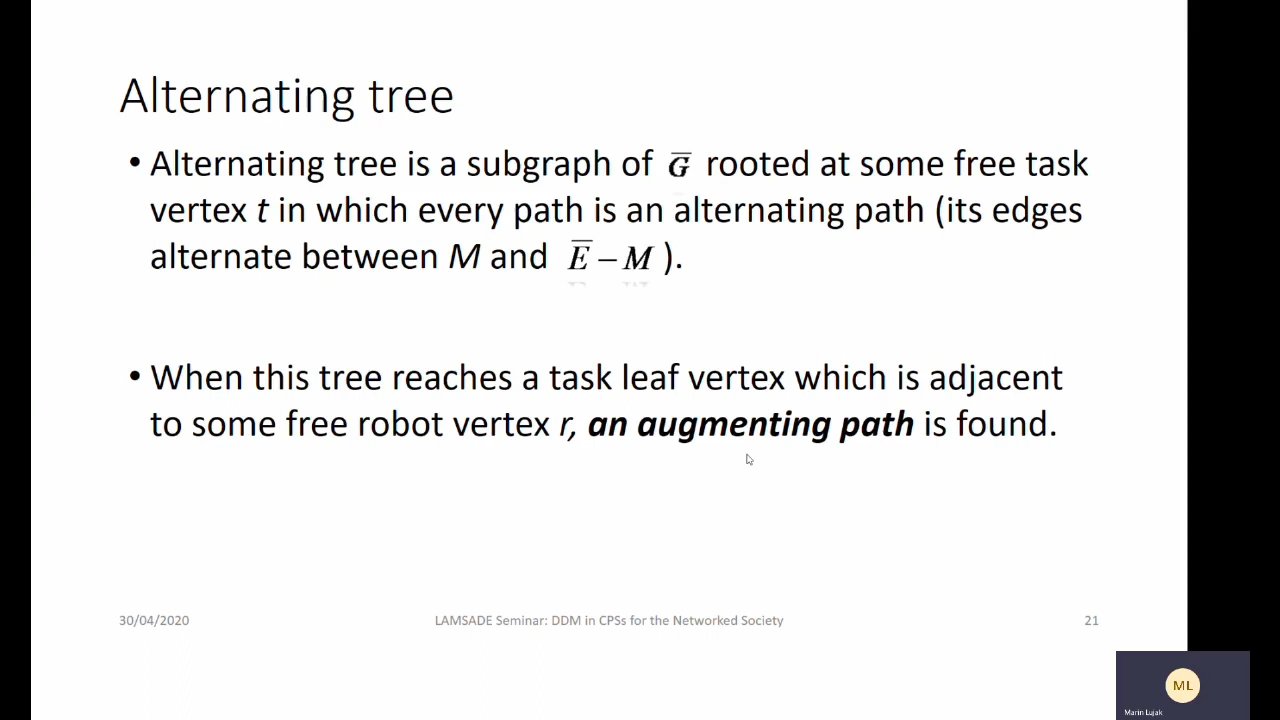 Alternating tree
• Alternating tree is a subgraph of G̅ rooted at some free task
vertex t in which every path is an alternating path (its edges
alternate between M and E̅ – M ).
• When this tree reaches a task leaf vertex which is adjacent
to some free robot vertex r, an augmenting path is found.
30/04/2020
LAMSADE Seminar: DDM in CPSs for the Networked Society
21
ML
Marin Lujak